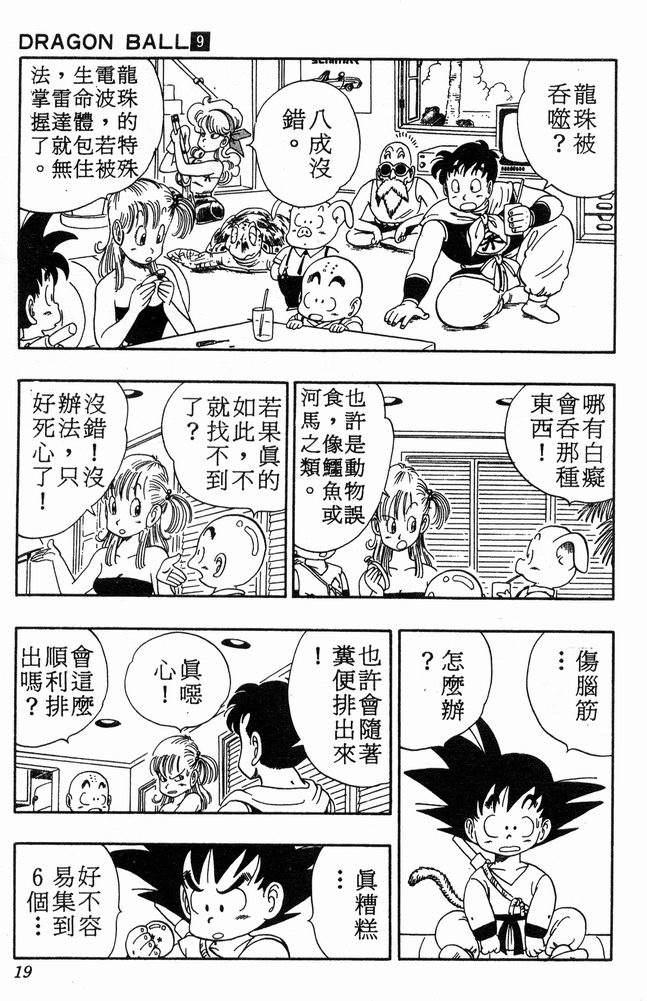 DRAGON BALL 9
龍珠被
吞噬?
八成沒
錯。
龍珠的特殊
電波,若被
生命體包住
,雷達就無
法掌握了。
哪有白癡
會吞那種
東西!
也許是動物誤
食,像鱷魚或
河馬之類。
若果眞的
如此,不
就找不到
了?
沒錯!沒
辦法,只
好死心了!
傷腦筋
…
怎麼辦
?
也許會隨著
糞便排出來
!
眞噁
心!
會這麼
順利排
出嗎?
眞糟糕
…
好不容
易集到
6個…
19